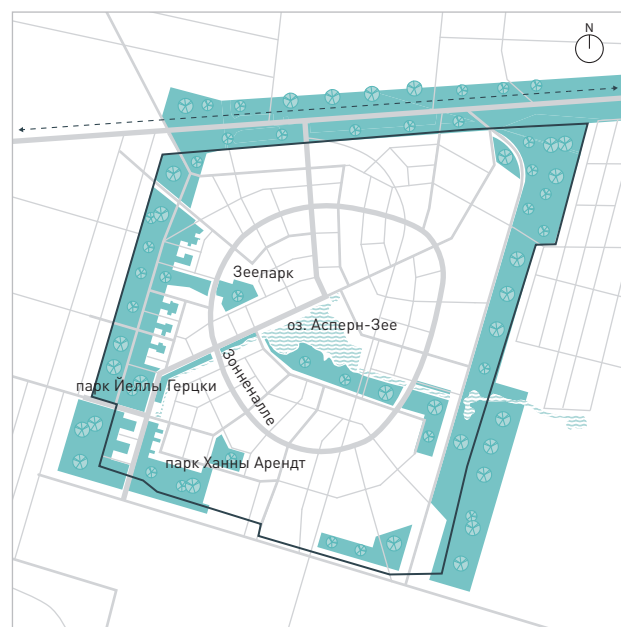 N
Зеепарк
оз. Асперн-Зее
Зонненалле
парк Йеллы Герцки
парк Ханны Арендт